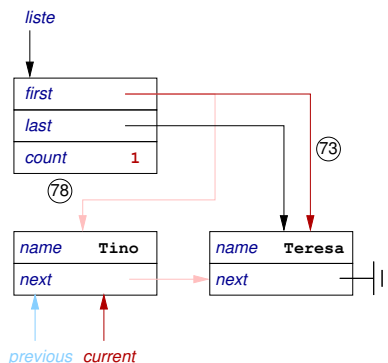 liste
first
last
count 1
73
78
name Tino
next
name Teresa
next
previous current